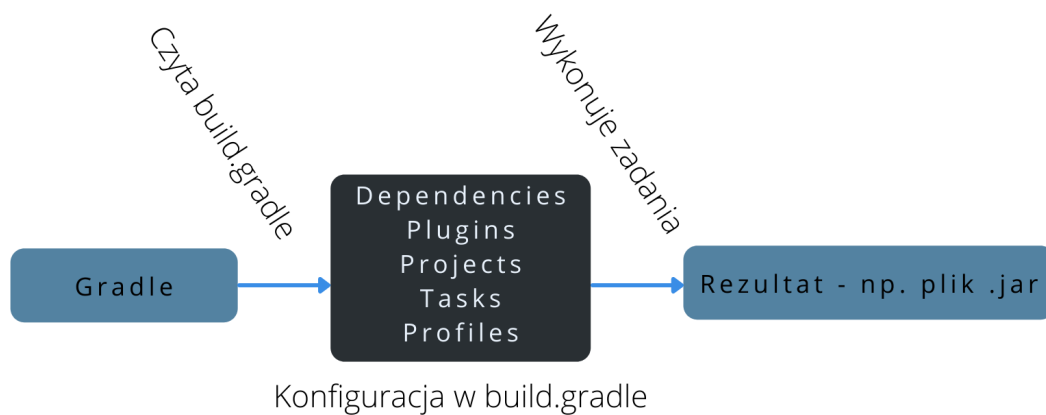 Czyta build.gradle
Wykonuje zadania
Gradle
Dependencies
Plugins
Projects
Tasks
Profiles
Rezultat - np. plik .jar
Konfiguracja w build.gradle